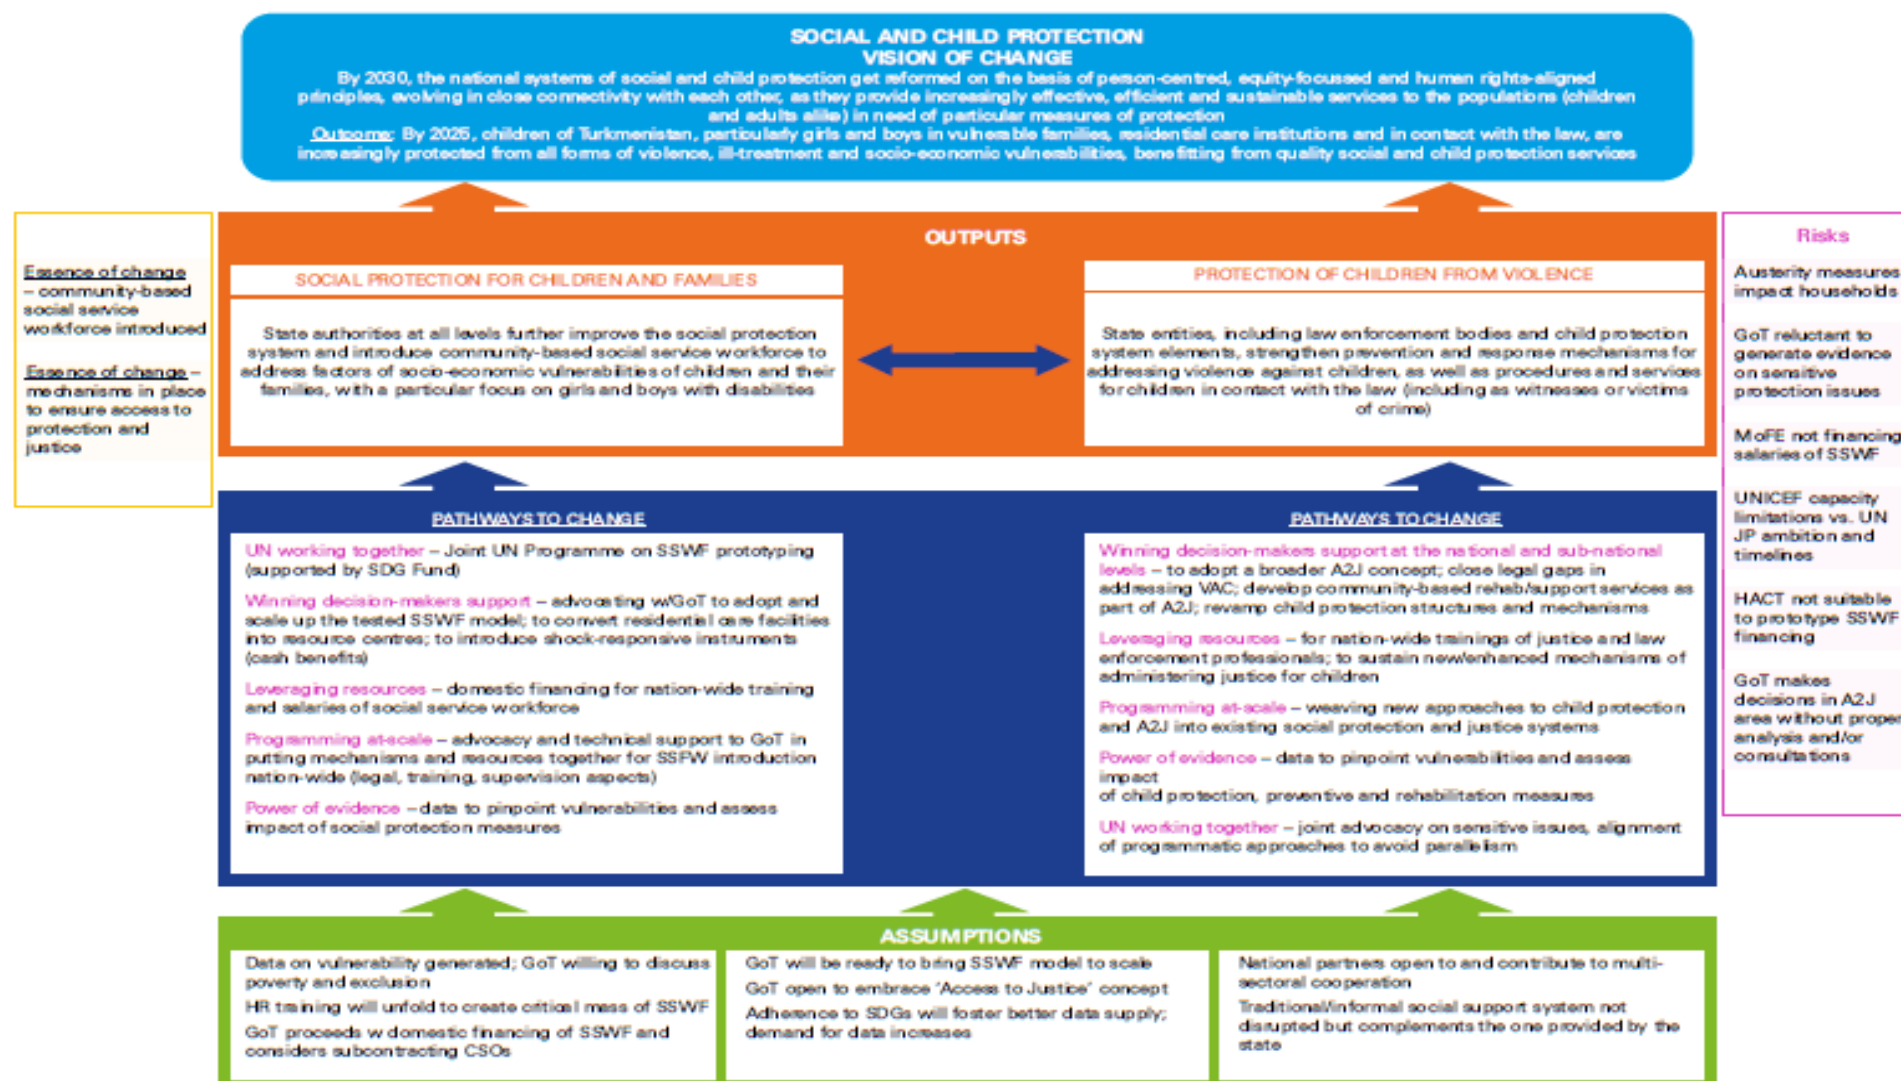 SOCIAL AND CHILD PROTECTION
VISION OF CHANGE
By 2030, the national systems of social and child protection get reformed on the basis of person-centred, equity-focussed and human rights-aligned
principles, evolving in close connectivity with each other, as they provide increasingly effective, efficient and sustainable services to the populations (children
and adults alike) in need of particular measures of protection
Outcome: By 2025, children of Turkmenistan, particularly girls and boys in vulnerable families, residential care institutions and in contact with the law, are
increasingly protected from all forms of violence, ill-treatment and socio-economic vulnerabilities, benefitting from quality social and child protection services
Essence of change
– community-based
social service
workforce introduced
Essence of change –
mechanisms in place
to ensure access to
protection and
justice
OUTPUTS
SOCIAL PROTECTION FOR CHILDREN AND FAMILIES
State authorities at all levels further improve the social protection
system and introduce community-based social service workforce to
address factors of socio-economic vulnerabilities of children and their
families, with a particular focus on girls and boys with disabilities
PROTECTION OF CHILDREN FROM VIOLENCE
State entities, including law enforcement bodies and child protection
system elements, strengthen prevention and response mechanisms for
addressing violence against children, as well as procedures and services
for children in contact with the law (including as witnesses or victims
of crime)
Risks
Austerity measures
impact households
GoT reluctant to
generate evidence
on sensitive
protection issues
MoFE not financing
salaries of SSWF
UNICEF capacity
limitations vs. UN
JP ambition and
timelines
HACT not suitable
to prototype SSWF
financing
GoT makes
decisions in A2J
area without proper
analysis and/or
consultations
PATHWAYS TO CHANGE
UN working together – Joint UN Programme on SSWF prototyping
(supported by SDG Fund)
Winning decision-makers support – advocating w/GoT to adopt and
scale up the tested SSWF model; to convert residential care facilities
into resource centres; to introduce shock-responsive instruments
(cash benefits)
Leveraging resources – domestic financing for nation-wide training
and salaries of social service workforce
Programming at-scale – advocacy and technical support to GoT in
putting mechanisms and resources together for SSFW introduction
nation-wide (legal, training, supervision aspects)
Power of evidence – data to pinpoint vulnerabilities and assess
impact of social protection measures
PATHWAYS TO CHANGE
Winning decision-makers support at the national and sub-national
levels – to adopt a broader A2J concept; close legal gaps in
addressing VAC; develop community-based rehab/support services as
part of A2J; revamp child protection structures and mechanisms
Leveraging resources – for nation-wide trainings of justice and law
enforcement professionals; to sustain new/enhanced mechanisms of
administering justice for children
Programming at-scale – weaving new approaches to child protection
and A2J into existing social protection and justice systems
Power of evidence – data to pinpoint vulnerabilities and assess
impact
of child protection, preventive and rehabilitation measures
UN working together – joint advocacy on sensitive issues, alignment
of programmatic approaches to avoid parallelism
ASSUMPTIONS
Data on vulnerability generated; GoT willing to discuss
poverty and exclusion
HR training will unfold to create critical mass of SSWF
GoT proceeds w domestic financing of SSWF and
considers subcontracting CSOs
GoT will be ready to bring SSWF model to scale
GoT open to embrace ‘Access to Justice’ concept
Adherence to SDGs will foster better data supply;
demand for data increases
National partners open to and contribute to multi-
sectoral cooperation
Traditional/informal social support system not
disrupted but complements the one provided by the
state